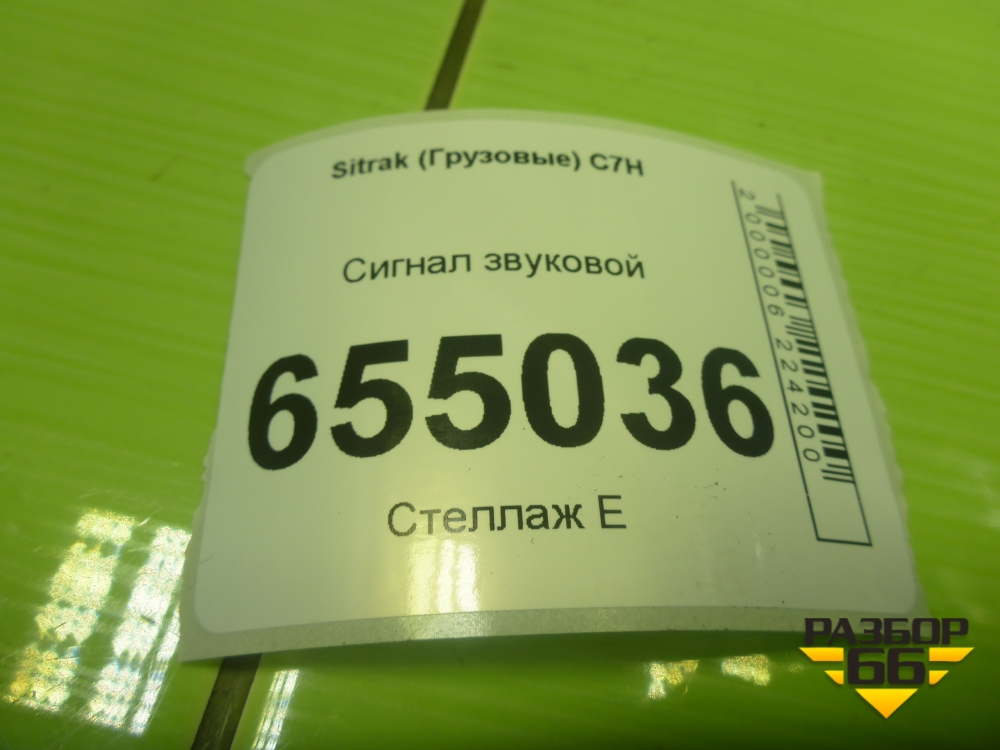 Sitrak (Грузовые) C7H
Сигнал звуковой
655036
Стеллаж Е
2000006224200
РАЗБОР
66